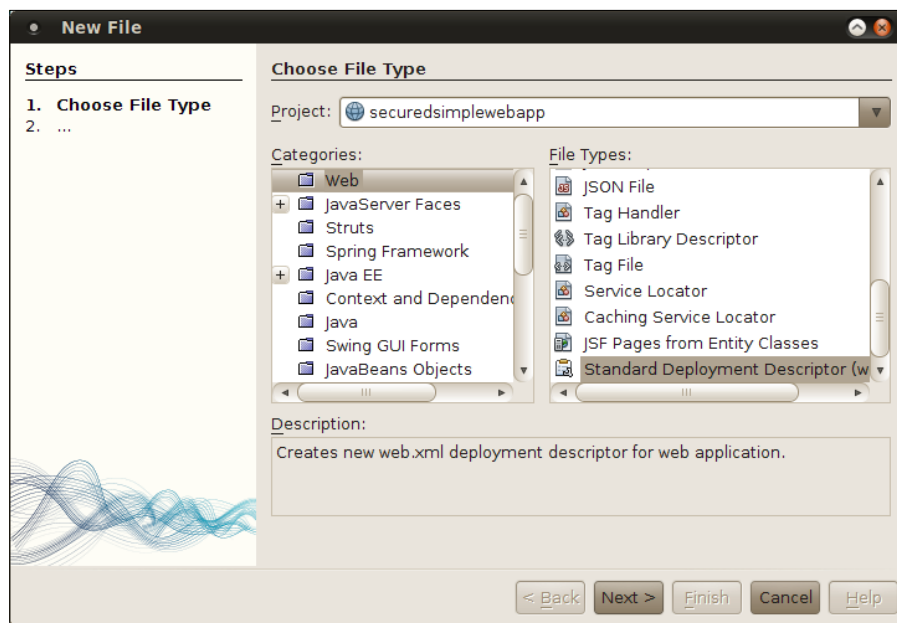 New File
Steps
1. Choose File Type
2. ...
Choose File Type
Project: securedsimplewebapp
Categories:
Web
JavaServer Faces
Struts
Spring Framework
Java EE
Context and Dependen
Java
Swing GUI Forms
JavaBeans Objects
File Types:
JSON File
Tag Handler
Tag Library Descriptor
Tag File
Service Locator
Caching Service Locator
JSF Pages from Entity Classes
Standard Deployment Descriptor (w
Description:
Creates new web.xml deployment descriptor for web application.
< Back Next > Finish Cancel Help